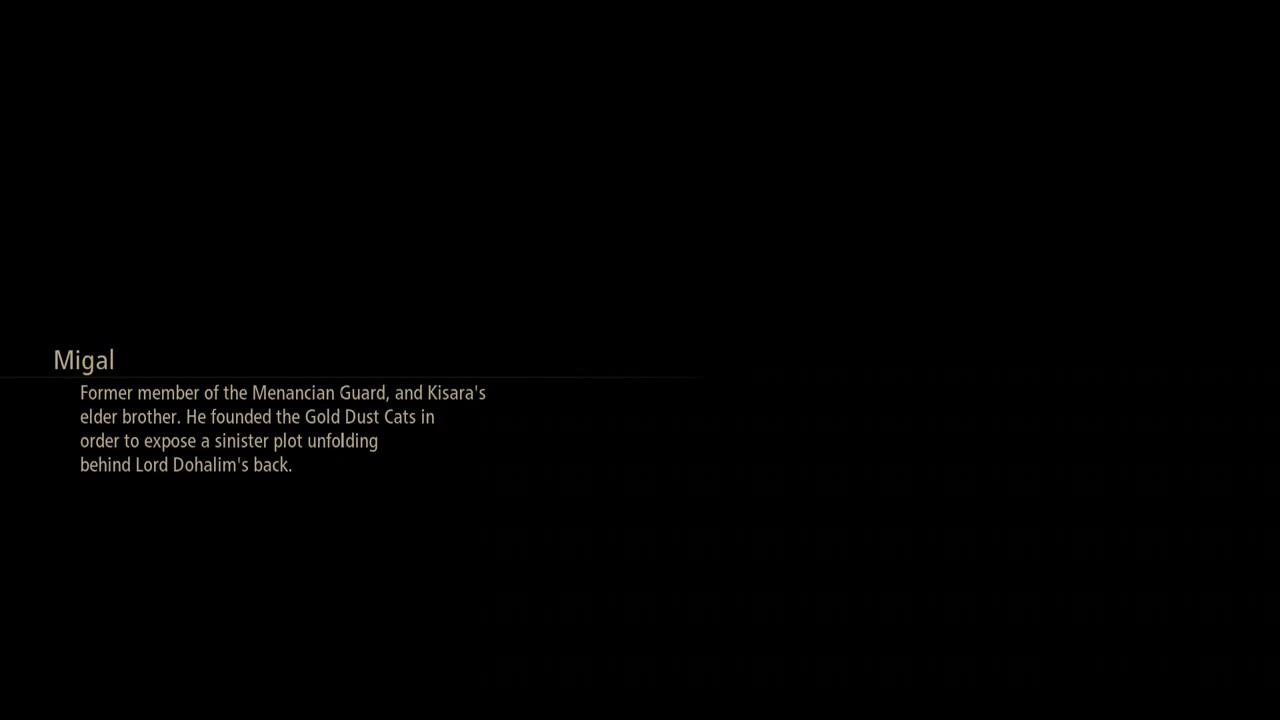 Migal
Former member of the Menancian Guard, and Kisara's
elder brother. He founded the Gold Dust Cats in
order to expose a sinister plot unfolding
behind Lord Dohalim's back.